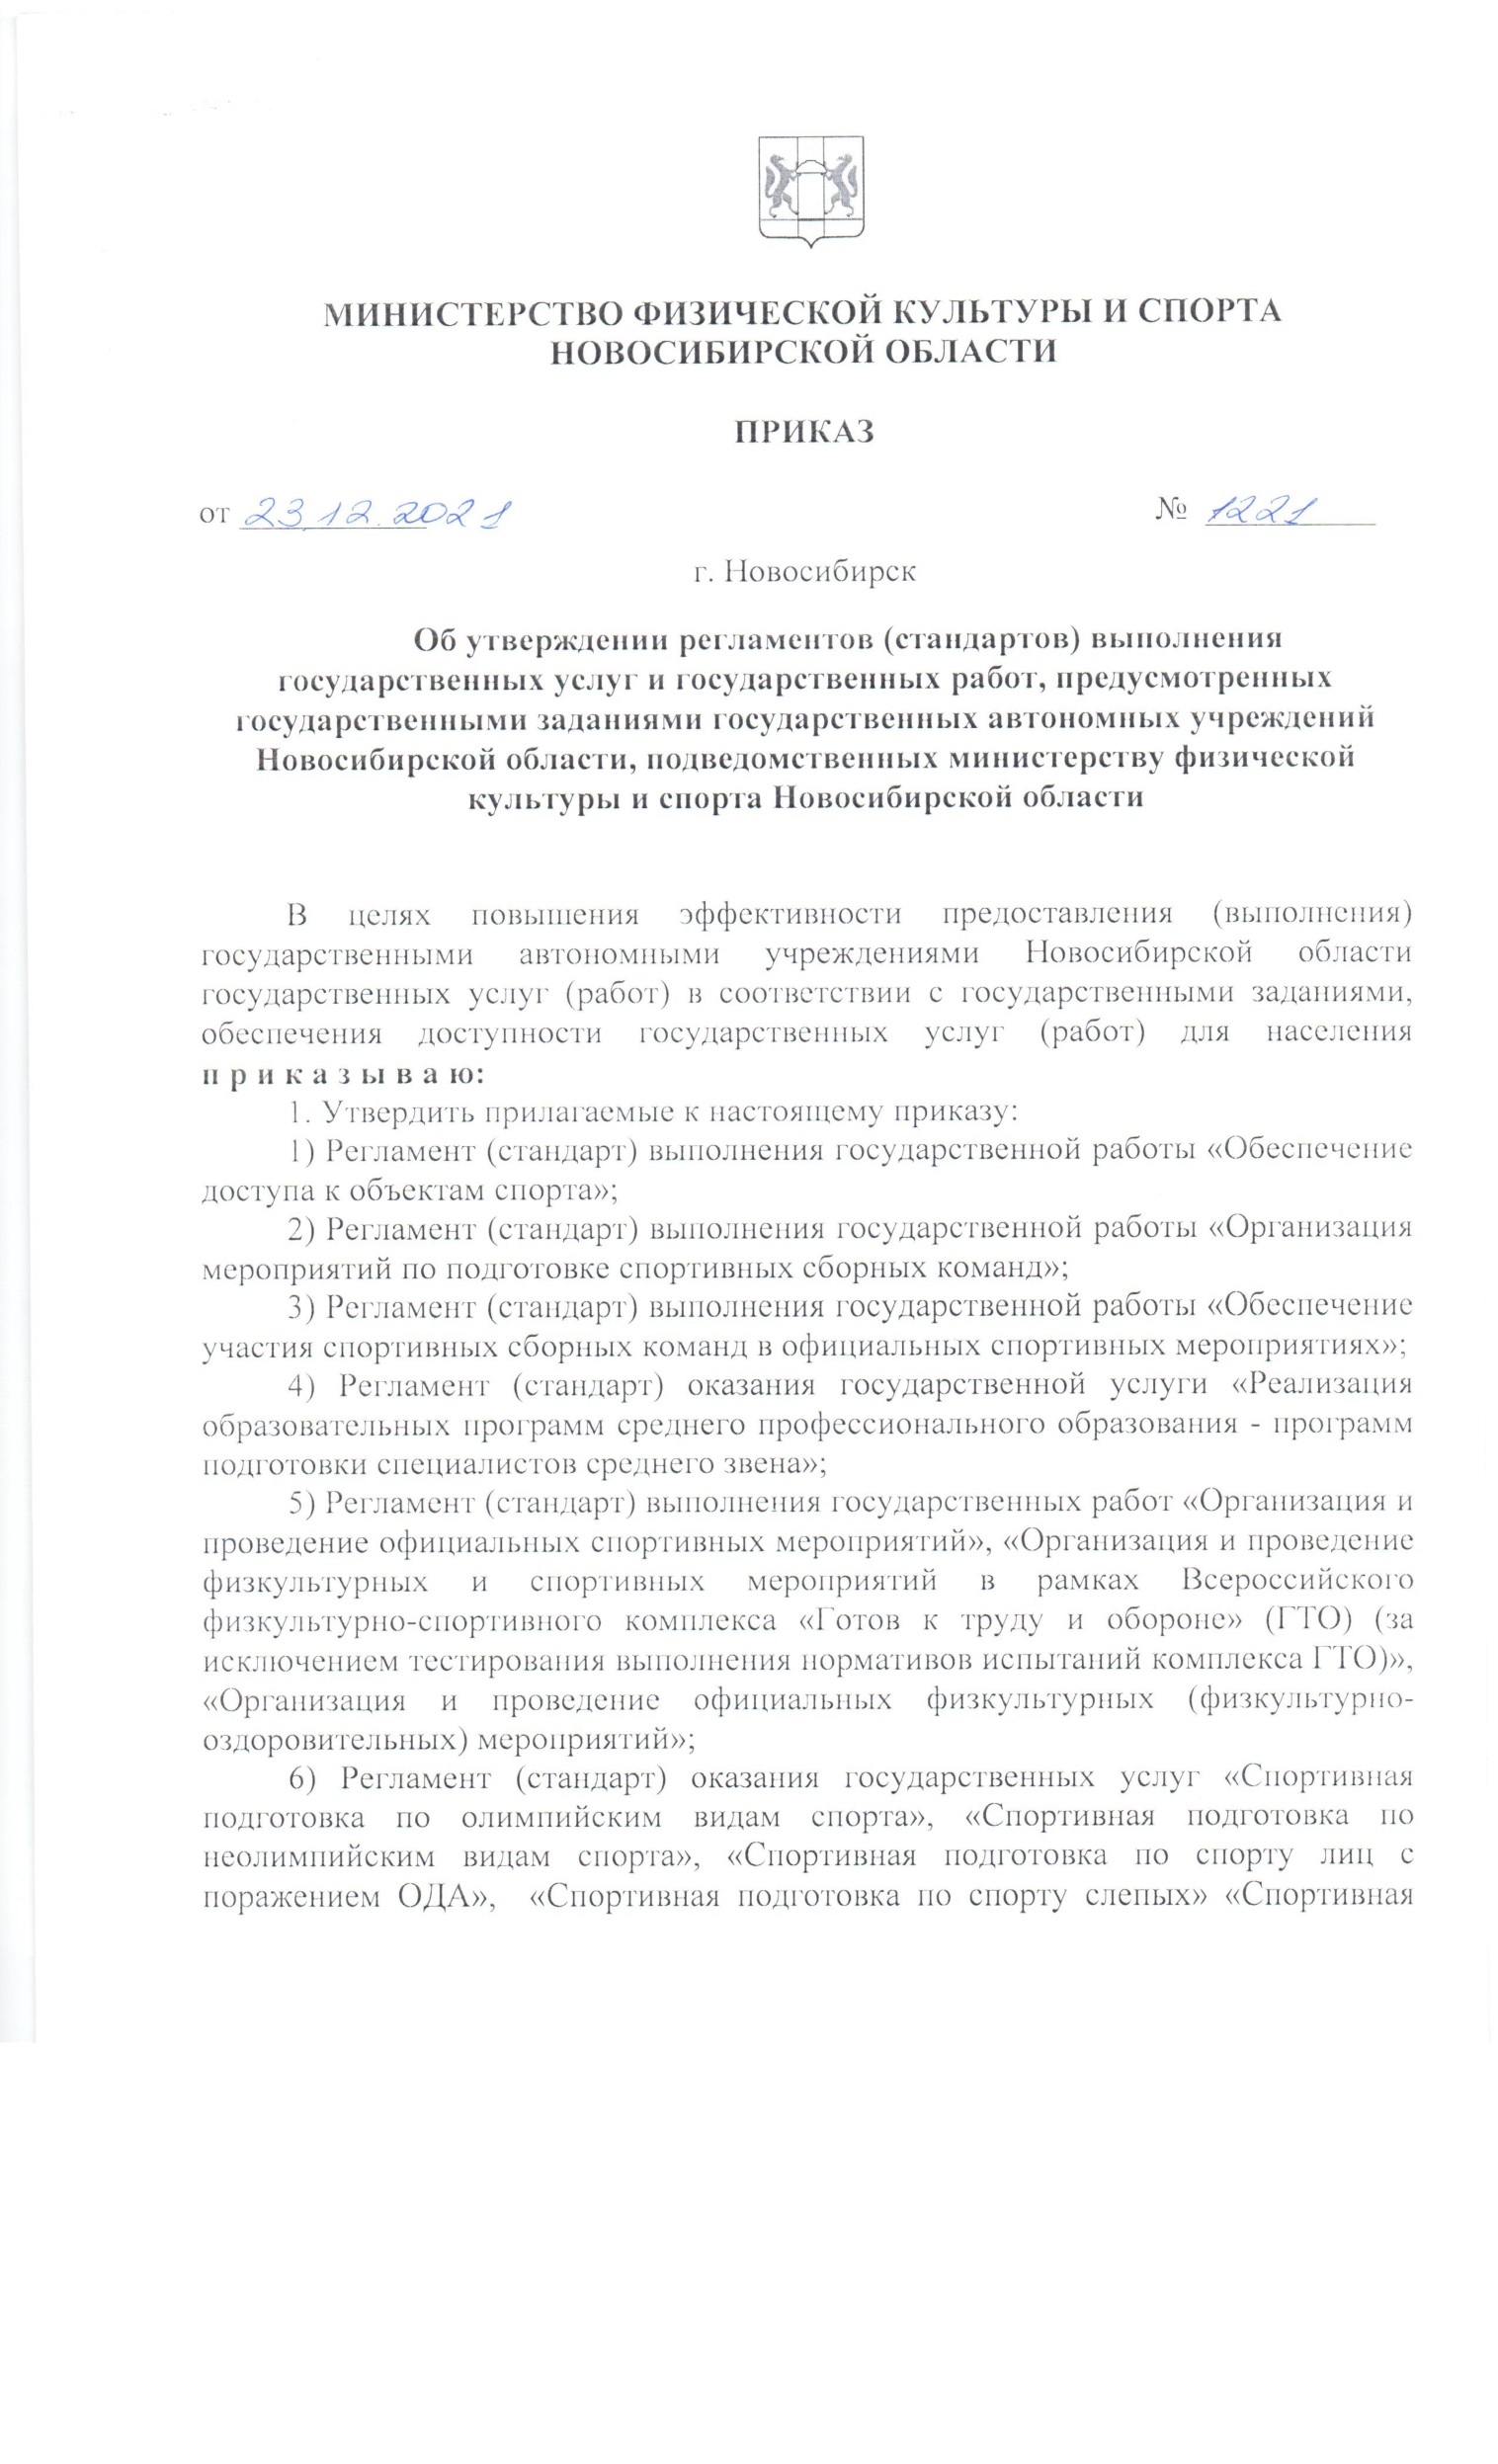 МИНИСТЕРСТВО ФИЗИЧЕСКОЙ КУЛЬТУРЫ И СПОРТА
НОВОСИБИРСКОЙ ОБЛАСТИ
ПРИКАЗ
от 23.12.2021 № 1221
г. Новосибирск
Об утверждении регламентов (стандартов) выполнения
государственных услуг и государственных работ, предусмотренных
государственными заданиями государственных автономных учреждений
Новосибирской области, подведомственных министерству физической
культуры и спорта Новосибирской области
В целях повышения эффективности предоставления (выполнения)
государственными автономными учреждениями Новосибирской области
государственных услуг (работ) в соответствии с государственными заданиями,
обеспечения доступности государственных услуг (работ) для населения
п р и к а з ы в а ю:
1. Утвердить прилагаемые к настоящему приказу:
1) Регламент (стандарт) выполнения государственной работы «Обеспечение
доступа к объектам спорта»;
2) Регламент (стандарт) выполнения государственной работы «Организация
мероприятий по подготовке спортивных сборных команд»;
3) Регламент (стандарт) выполнения государственной работы «Обеспечение
участия спортивных сборных команд в официальных спортивных мероприятиях»;
4) Регламент (стандарт) оказания государственной услуги «Реализация
образовательных программ среднего профессионального образования - программ
подготовки специалистов среднего звена»;
5) Регламент (стандарт) выполнения государственных работ «Организация и
проведение официальных спортивных мероприятий», «Организация и проведение
физкультурных и спортивных мероприятий в рамках Всероссийского
физкультурно-спортивного комплекса «Готов к труду и обороне» (ГТО) (за
исключением тестирования выполнения нормативов испытаний комплекса ГТО)»,
«Организация и проведение официальных физкультурных (физкультурно-
оздоровительных) мероприятий»;
6) Регламент (стандарт) оказания государственных услуг «Спортивная
подготовка по олимпийским видам спорта», «Спортивная подготовка по
неолимпийским видам спорта», «Спортивная подготовка по спорту лиц с
поражением ОДА», «Спортивная подготовка по спорту слепых» «Спортивная